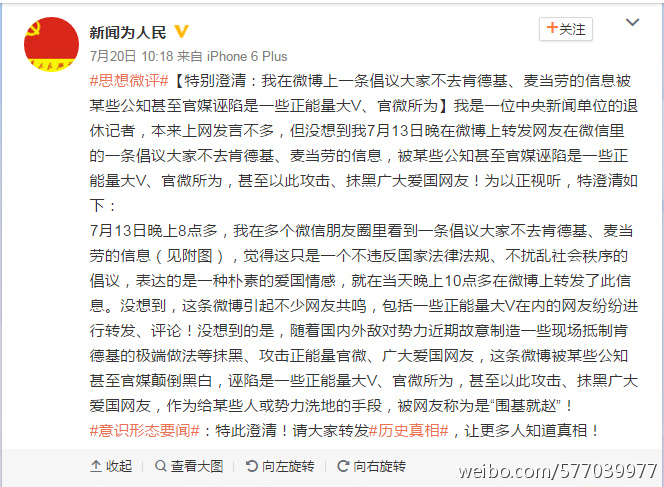 新闻为人民
+关注
7月20日 10:18 来自 iPhone 6 Plus
#思想微评#【特别澄清：我在微博上一条倡议大家不去肯德基、麦当劳的信息被
某些公知甚至官媒诬陷是一些正能量大V、官微所为】我是一位中央新闻单位的退
休记者，本来上网发言不多，但没想到我7月13日晚在微博上转发网友在微信里
的一条倡议大家不去肯德基、麦当劳的信息，被某些公知甚至官媒诬陷是一些正
能量大V、官微所为，甚至以此攻击、抹黑广大爱国网友！为以正视听，特澄清如
下：
7月13日晚上8点多，我在多个微信朋友圈里看到一条倡议大家不去肯德基、麦当
劳的信息（见附图），觉得这只是一个不违反国家法律法规、不扰乱社会秩序的
倡议，表达的是一种朴素的爱国情感，就在当天晚上10点多在微博上转发了此信
息。没想到，这条微博引起不少网友共鸣，包括一些正能量大V在内的网友纷纷进
行转发、评论！没想到的是，随着国内外敌对势力近期故意制造一些现场抵制肯
德基的极端做法等抹黑、攻击正能量官微、广大爱国网友，这条微博被某些公知
甚至官媒颠倒黑白，诬陷是一些正能量大V、官微所为，甚至以此攻击、抹黑广大
爱国网友，作为给某些人或势力洗地的手段，被网友称为是“围基就赵”！
#意识形态要闻#：特此澄清！请大家转发#历史真相#，让更多人知道真相！
收起
查看大图
向左旋转
向右旋转
weibo.com/577039977